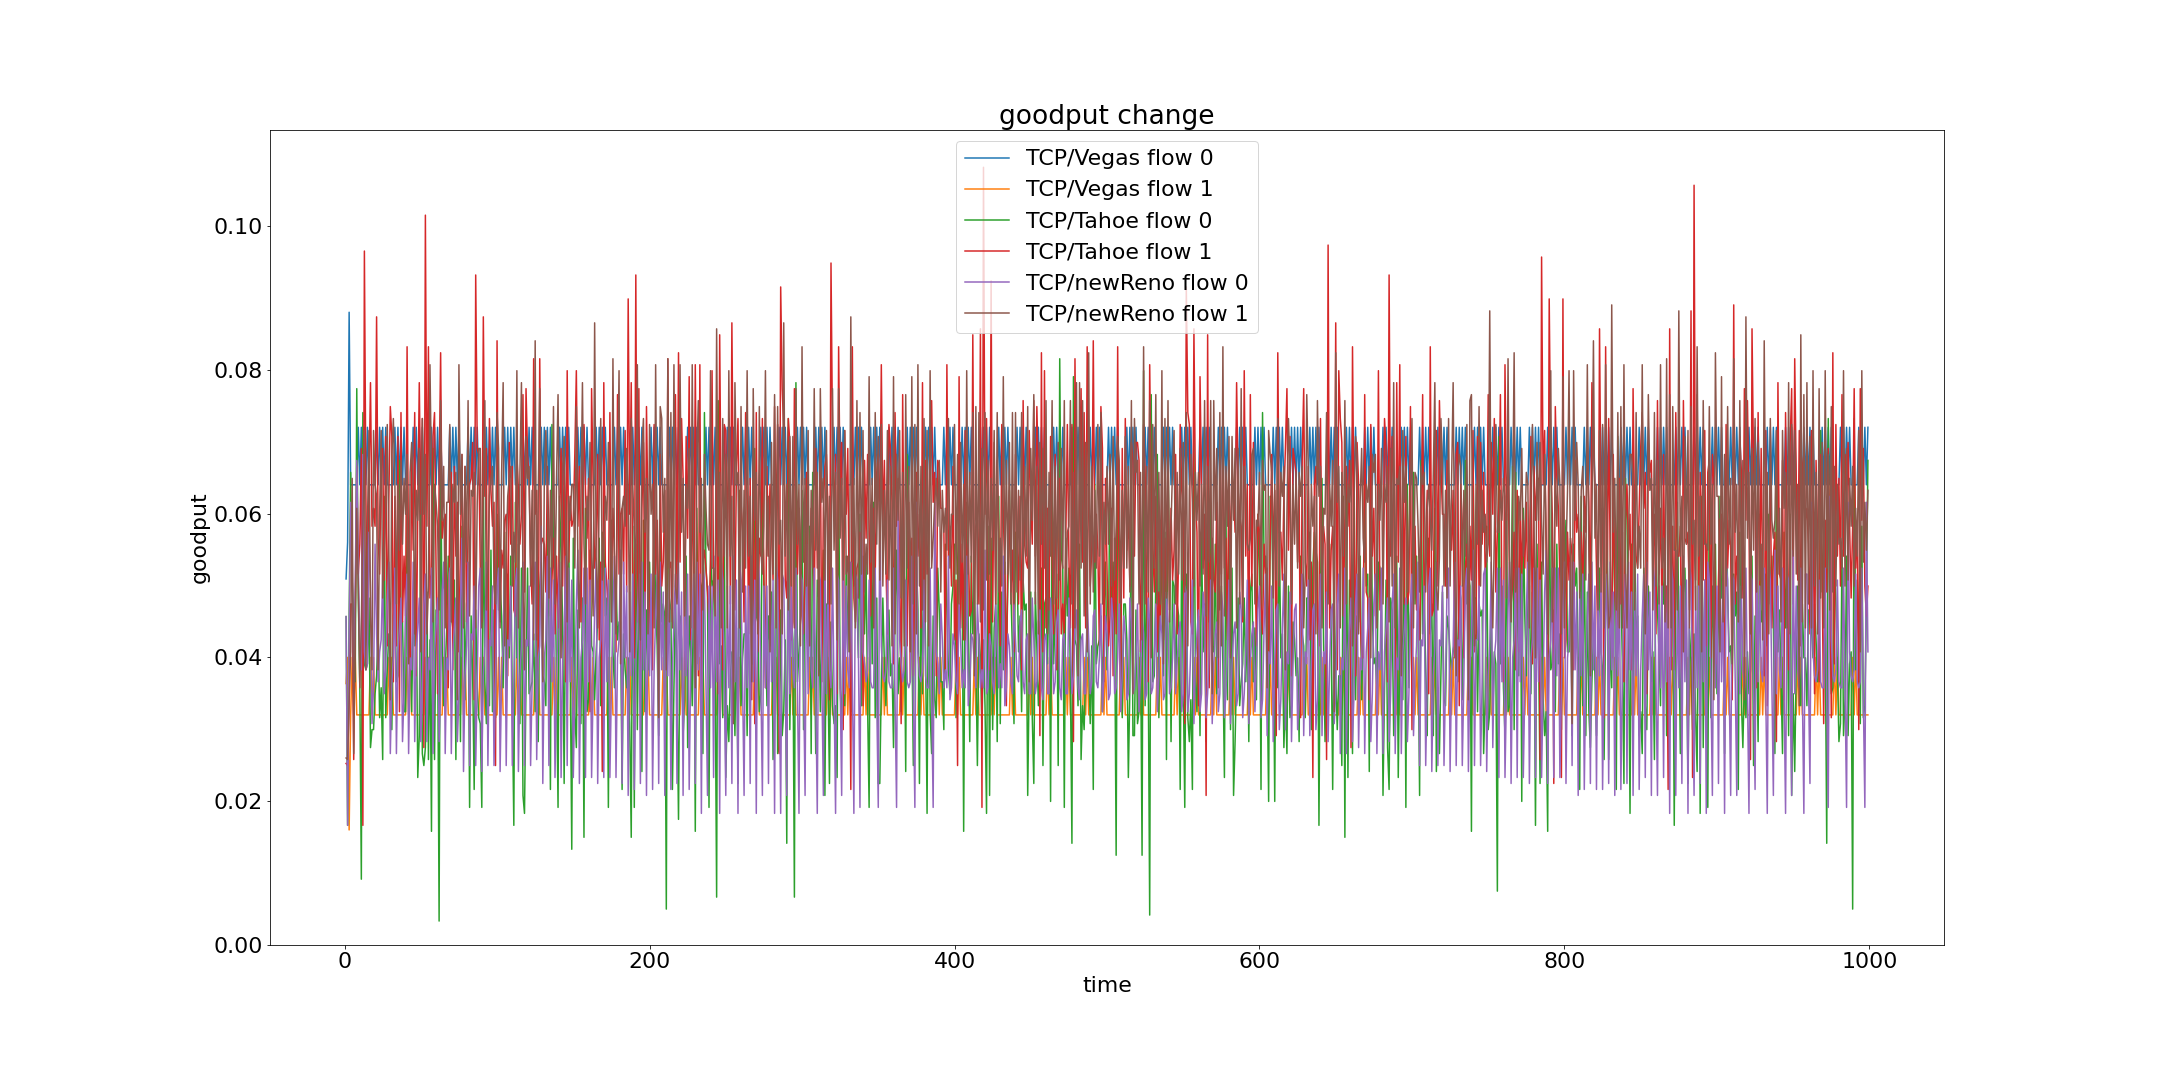 goodput change
TCP/Vegas flow 0
TCP/Vegas flow 1
TCP/Tahoe flow 0
TCP/Tahoe flow 1
TCP/newReno flow 0
TCP/newReno flow 1
goodput
0.10
0.08
0.06
0.04
0.02
0.00
0 200 400 600 800 1000
time